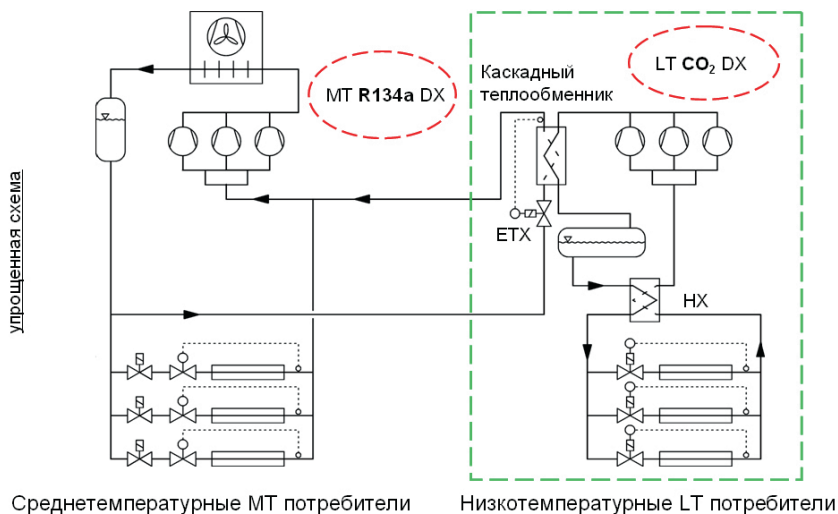 Каскадный
теплообменник
MT R134a DX
LT CO₂ DX
упрощенная схема
ETX
HX
Среднетемпературные MT потребители
Низкотемпературные LT потребители